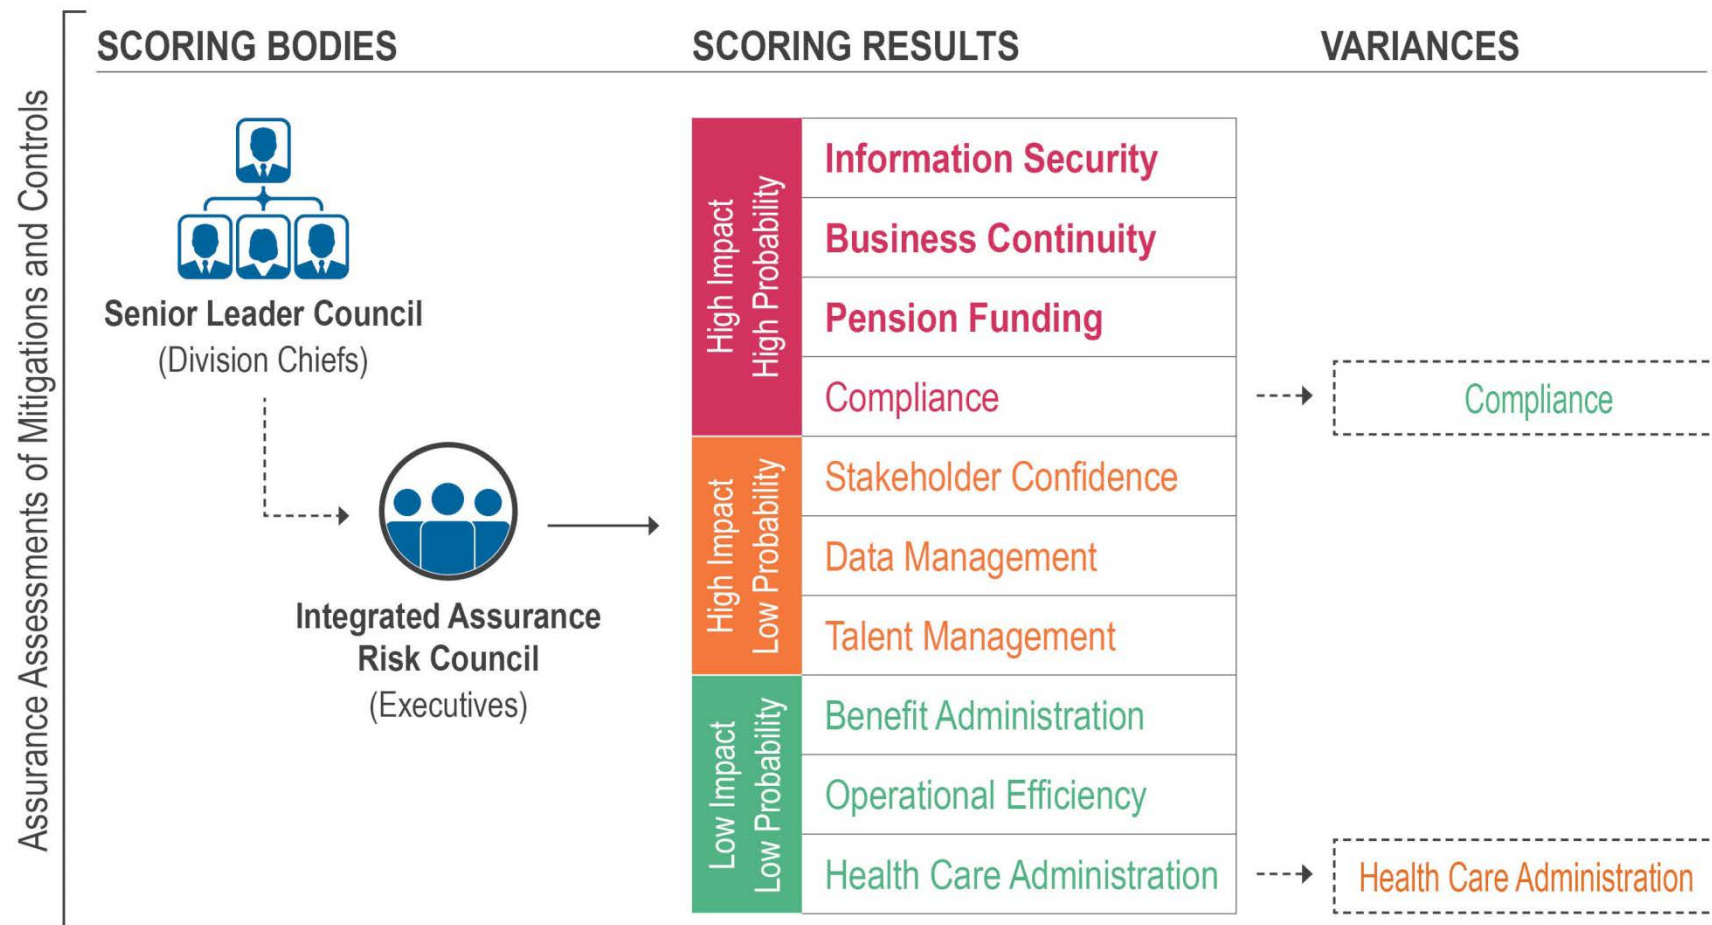 Assurance Assessments of Mitigations and Controls
SCORING BODIES
SCORING RESULTS
VARIANCES
Senior Leader Council
(Division Chiefs)
Integrated Assurance
Risk Council
(Executives)
High Impact
High Probability
Information Security
Business Continuity
Pension Funding
Compliance
Compliance
High Impact
Low Probability
Stakeholder Confidence
Data Management
Talent Management
Low Impact
Low Probability
Benefit Administration
Operational Efficiency
Health Care Administration
Health Care Administration